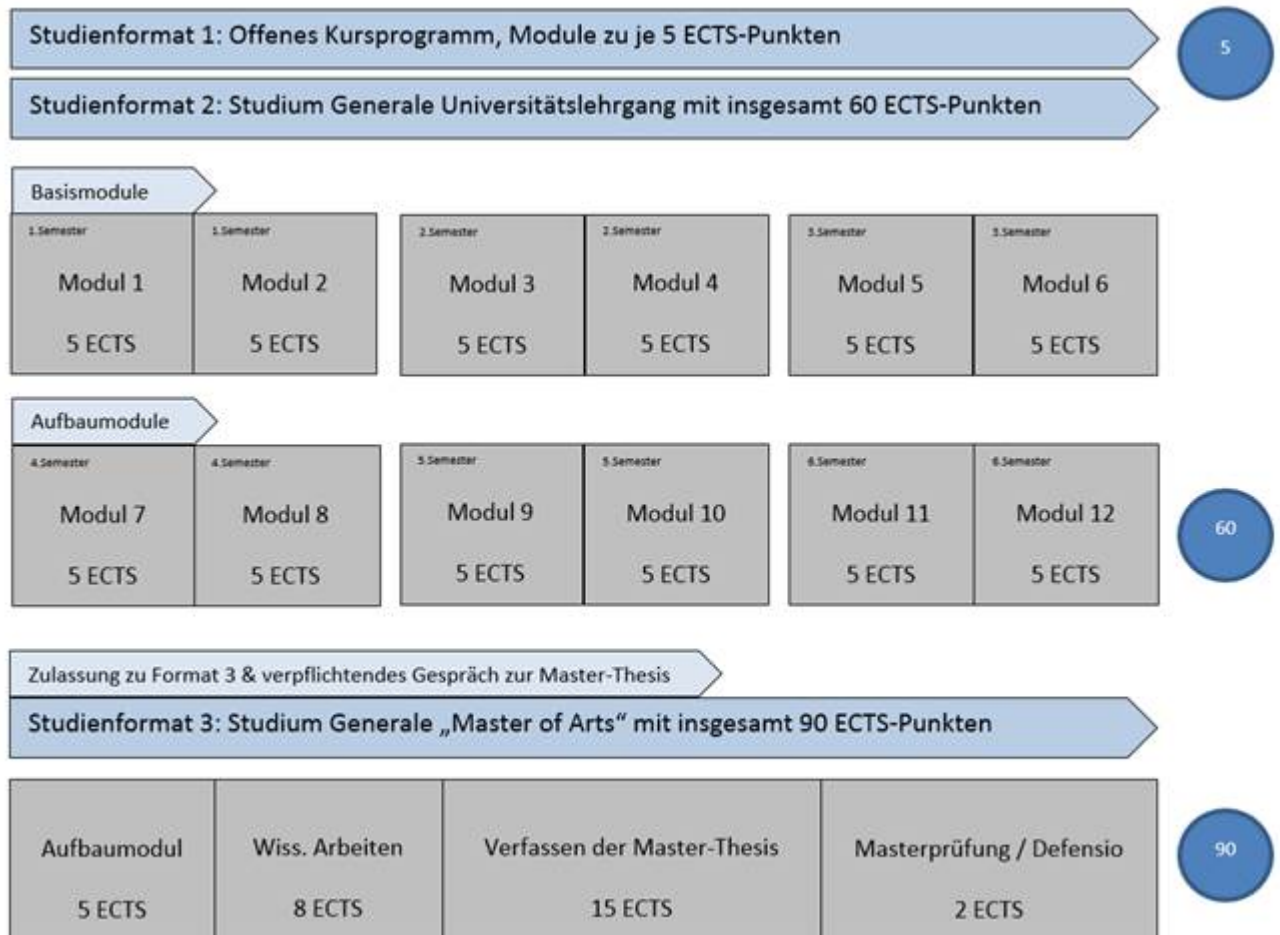 Studienformat 1: Offenes Kursprogramm, Module zu je 5 ECTS-Punkten
5
Studienformat 2: Studium Generale Universitätslehrgang mit insgesamt 60 ECTS-Punkten
Basismodule
1.Semester
Modul 1
5 ECTS
1.Semester
Modul 2
5 ECTS
2.Semester
Modul 3
5 ECTS
2.Semester
Modul 4
5 ECTS
3.Semester
Modul 5
5 ECTS
3.Semester
Modul 6
5 ECTS
Aufbaumodule
4.Semester
Modul 7
5 ECTS
4.Semester
Modul 8
5 ECTS
5.Semester
Modul 9
5 ECTS
5.Semester
Modul 10
5 ECTS
6.Semester
Modul 11
5 ECTS
6.Semester
Modul 12
5 ECTS
60
Zulassung zu Format 3 & verpflichtendes Gespräch zur Master-Thesis
Studienformat 3: Studium Generale „Master of Arts“ mit insgesamt 90 ECTS-Punkten
Aufbaumodul
5 ECTS
Wiss. Arbeiten
8 ECTS
Verfassen der Master-Thesis
15 ECTS
Masterprüfung / Defensio
2 ECTS
90